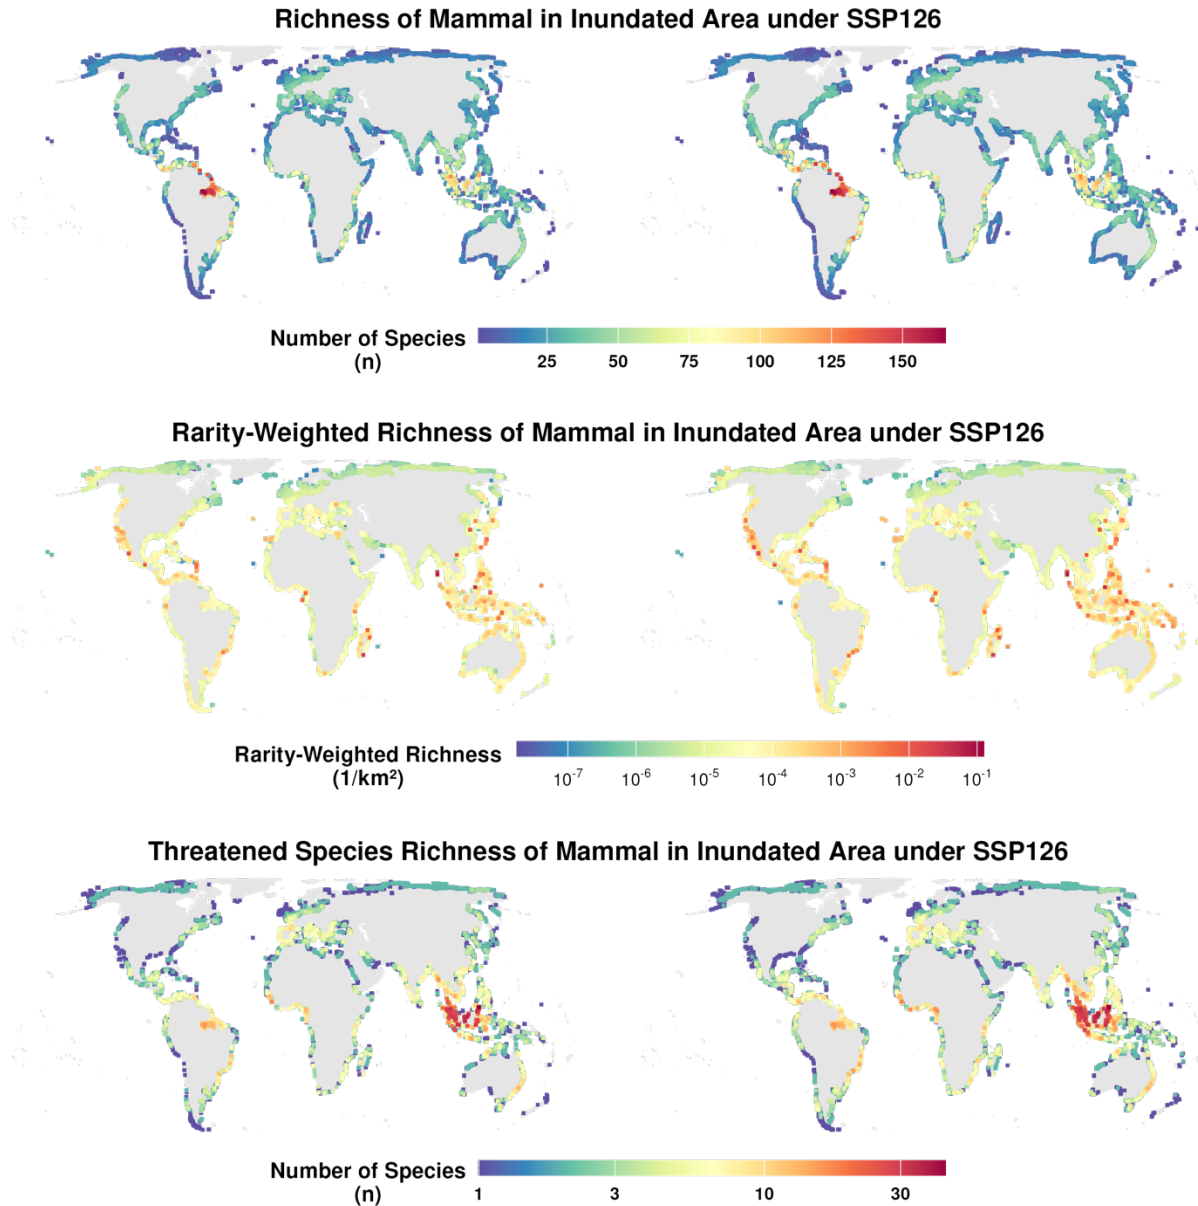 Richness of Mammal in Inundated Area under SSP126
Number of Species
(n)
25 50 75 100 125 150
Rarity-Weighted Richness of Mammal in Inundated Area under SSP126
Rarity-Weighted Richness
(1/km²)
10⁻⁷ 10⁻⁶ 10⁻⁵ 10⁻⁴ 10⁻³ 10⁻² 10⁻¹
Threatened Species Richness of Mammal in Inundated Area under SSP126
Number of Species
(n)
1 3 10 30